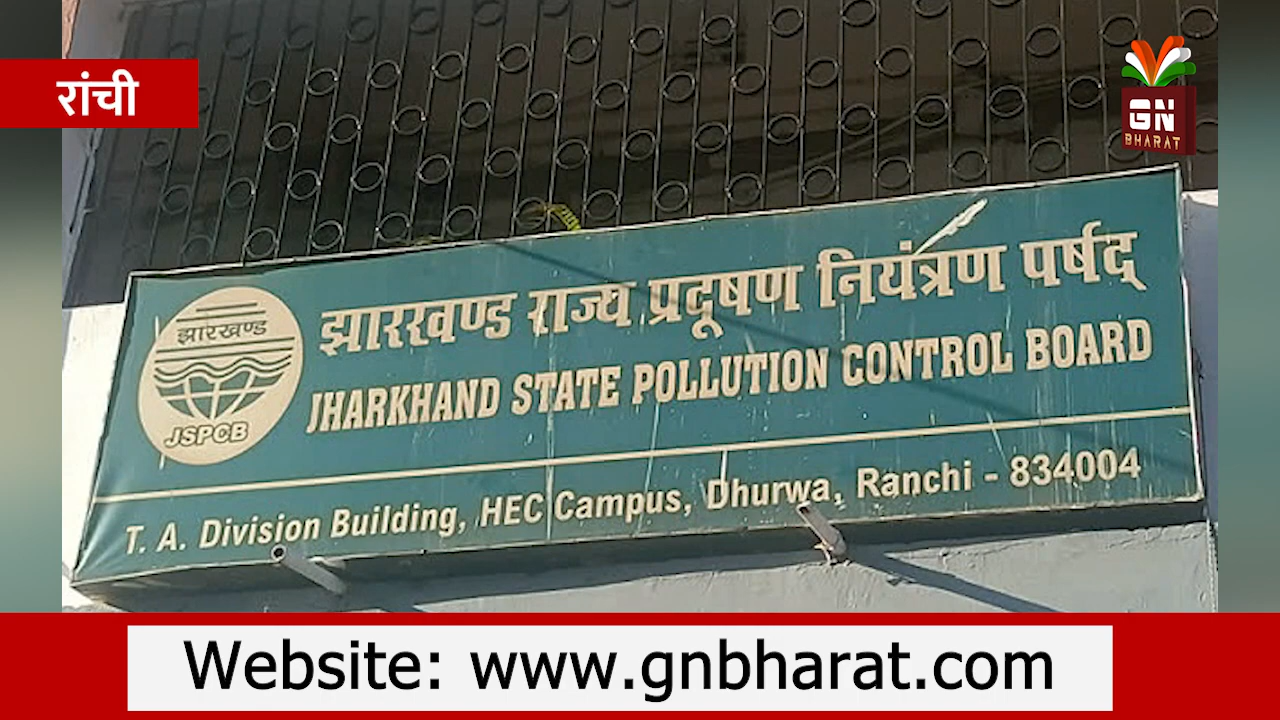 रांची
GN
BHARAT
झारखण्ड राज्य प्रदूषण नियंत्रण पर्षद्
JHARKHAND STATE POLLUTION CONTROL BOARD
झारखण्ड
JSPCB
T. A. Division Building, HEC Campus, Dhurwa, Ranchi - 834004
Website: www.gnbharat.com